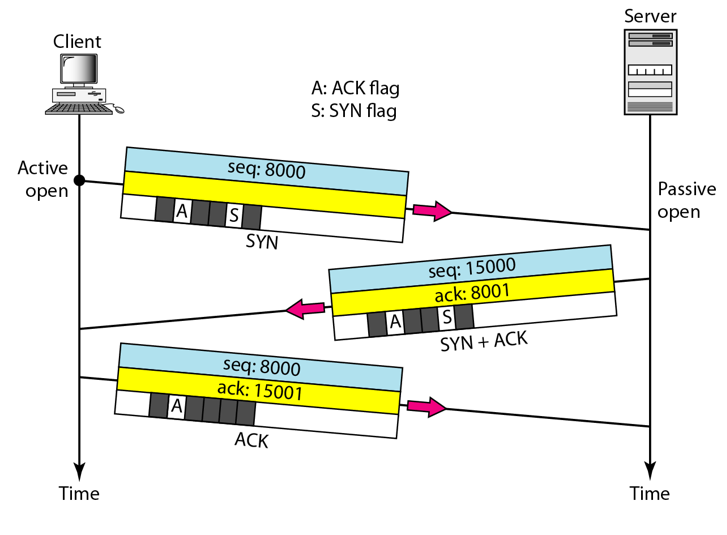 Client
Server
A: ACK flag
S: SYN flag
Active
open
Passive
open
seq: 8000
A
S
SYN
seq: 15000
ack: 8001
A
S
SYN + ACK
seq: 8000
ack: 15001
A
ACK
Time
Time